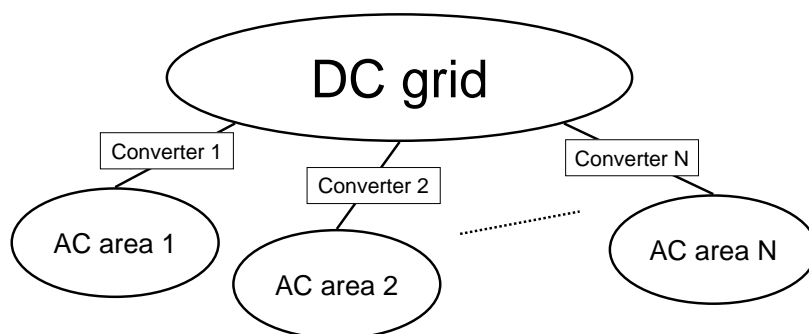 DC grid
Converter 1
Converter 2
Converter N
AC area 1
AC area 2
AC area N